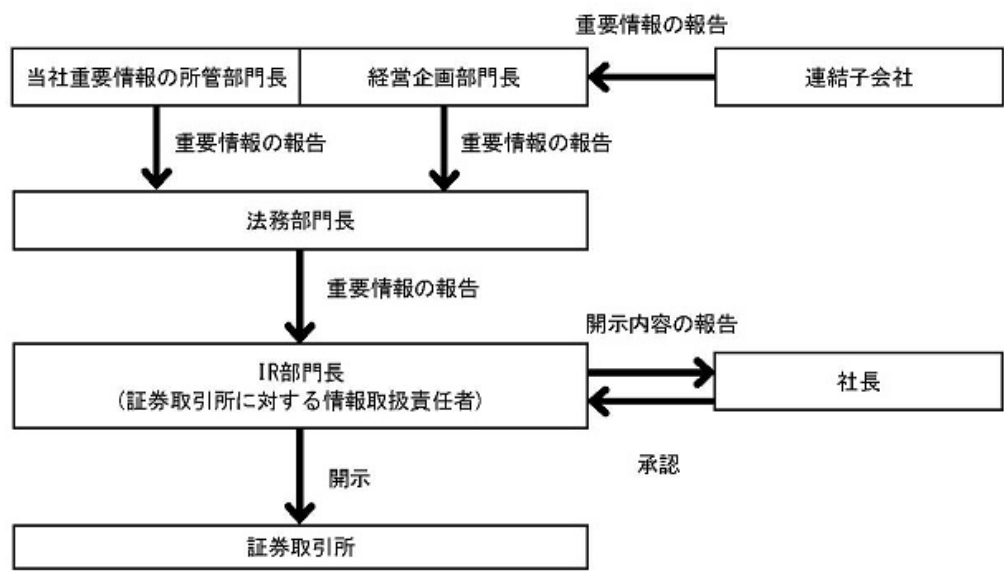 重要情報の報告
当社重要情報の所管部門長
経営企画部門長
連結子会社
重要情報の報告
重要情報の報告
法務部門長
重要情報の報告
開示内容の報告
IR部門長
(証券取引所に対する情報取扱責任者)
社長
承認
開示
証券取引所